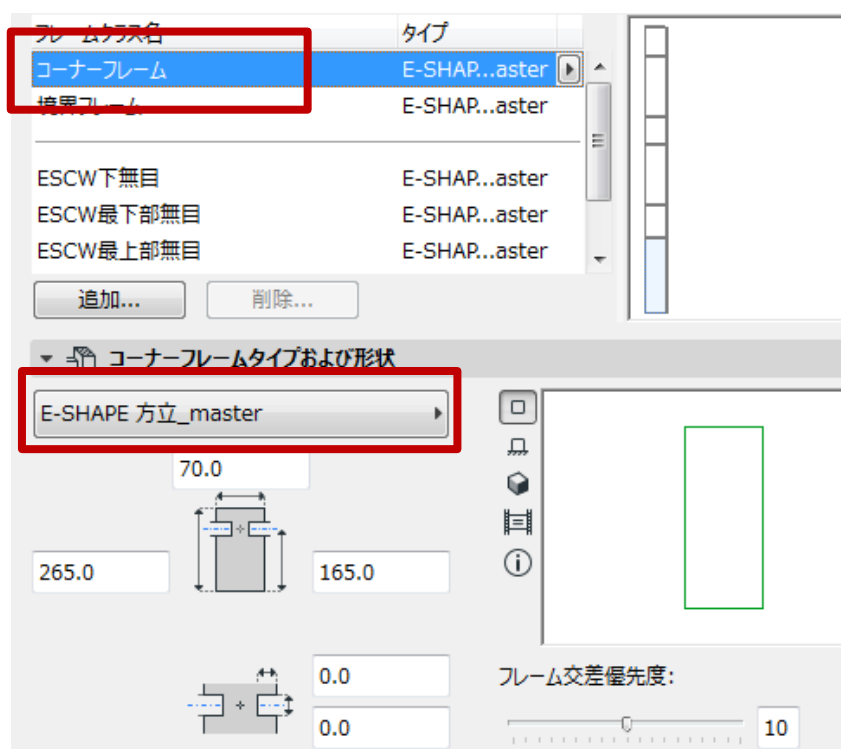 フレームクラス名 タイプ
コーナーフレーム E-SHAP...aster
境界フレーム E-SHAP...aster
ESCW下無目 E-SHAP...aster
ESCW最下部無目 E-SHAP...aster
ESCW最上部無目 E-SHAP...aster
追加... 削除...
コーナーフレームタイプおよび形状
E-SHAPE 方立_master
70.0
265.0 165.0
0.0 フレーム交差優先度:
0.0 10